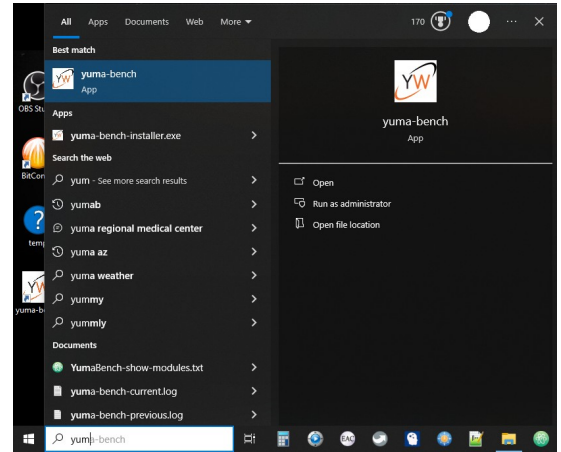 All Apps Documents Web More 170 ...
Best match
yuma-bench
App
Apps
yuma-bench-installer.exe
Search the web
yum - See more search results
yumab
yuma regional medical center
yuma az
yuma weather
yummy
yummly
Documents
YumaBench-show-modules.txt
yuma-bench-current.log
yuma-bench-previous.log
yum-bench
YW
yuma-bench
App
Open
Run as administrator
Open file location
OBS Stu
BitCon
temp
yuma-b
EAC